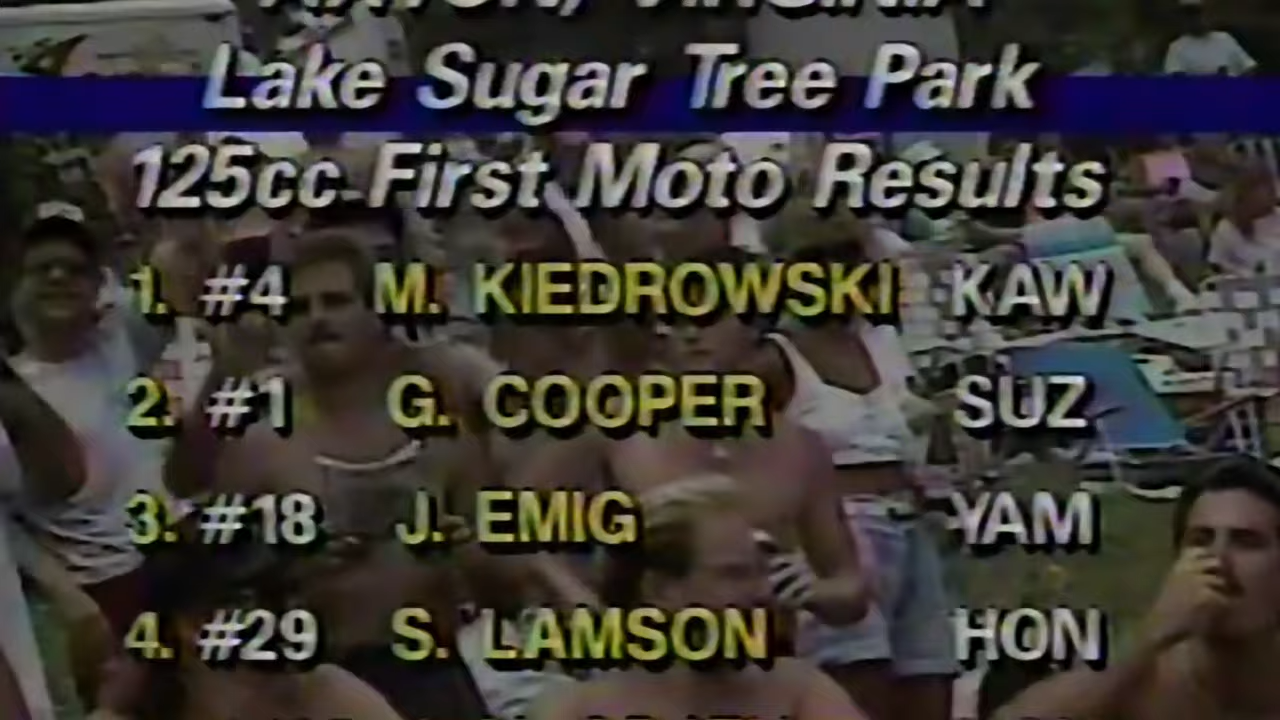 VIRGINIA
Lake Sugar Tree Park
125cc First Moto Results
1. #4 M. KIEDROWSKI KAW
2. #1 G. COOPER SUZ
3. #18 J. EMIG YAM
4. #29 S. LAMSON HON